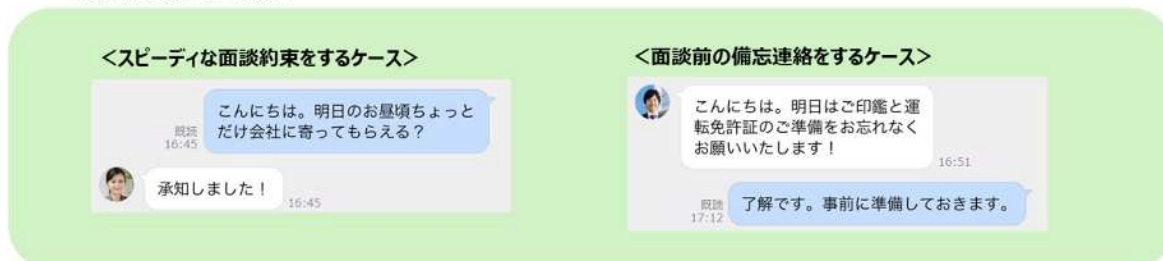 ＜スピーディな面談約束をするケース＞
こんにちは。明日のお昼頃ちょっと
だけ会社に寄ってもらえる？
既読
16:45
承知しました！
16:45
＜面談前の備忘連絡をするケース＞
こんにちは。明日はご印鑑と運
転免許証のご準備をお忘れなく
お願いいたします！
16:51
了解です。事前に準備しておきます。
既読
17:12